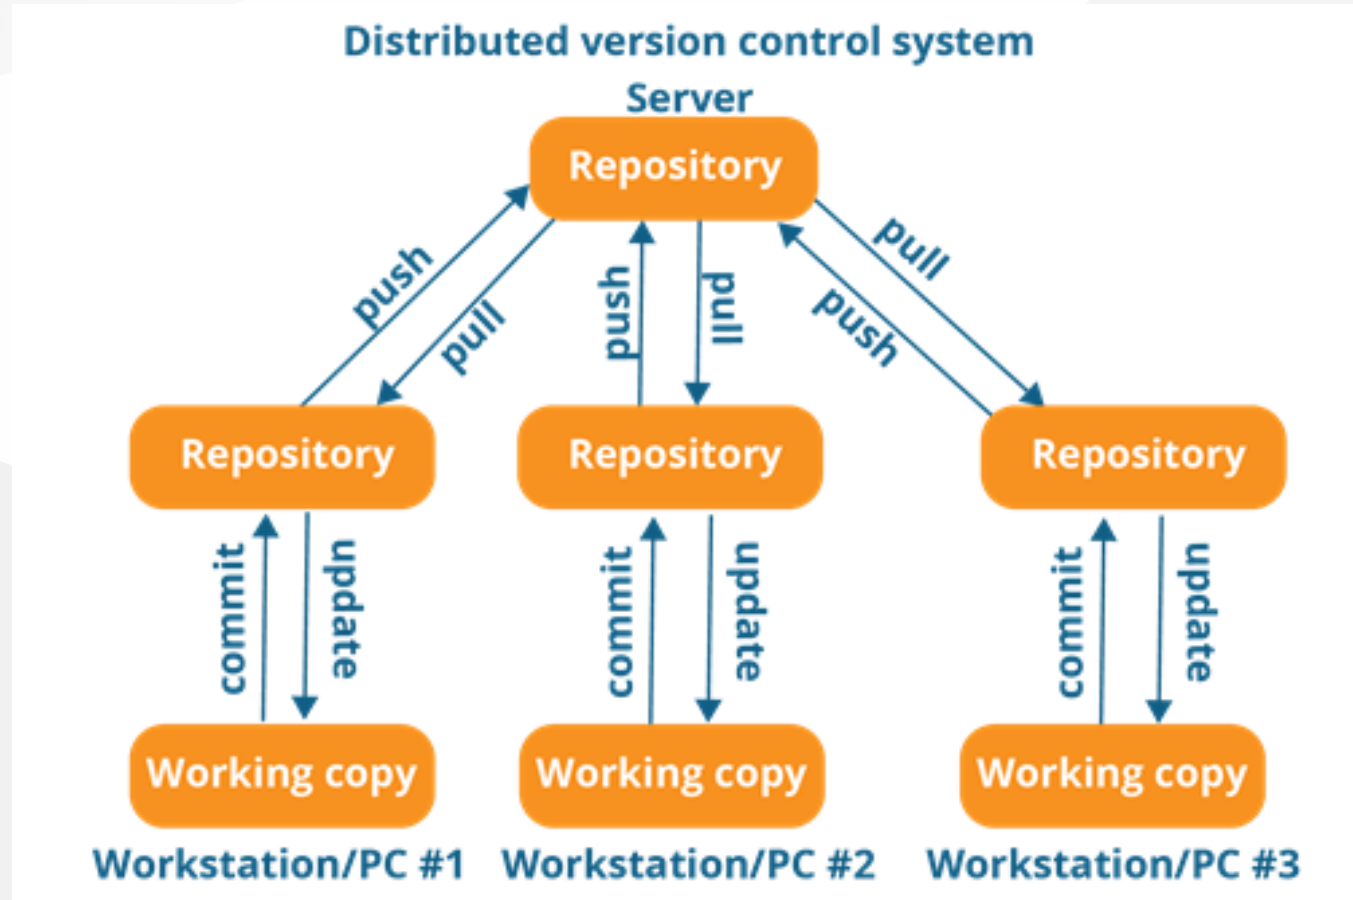 Distributed version control system
Server
Repository
push
pull
push
pull
push
pull
Repository
Repository
Repository
commit
update
commit
update
commit
update
Working copy
Working copy
Working copy
Workstation/PC #1
Workstation/PC #2
Workstation/PC #3